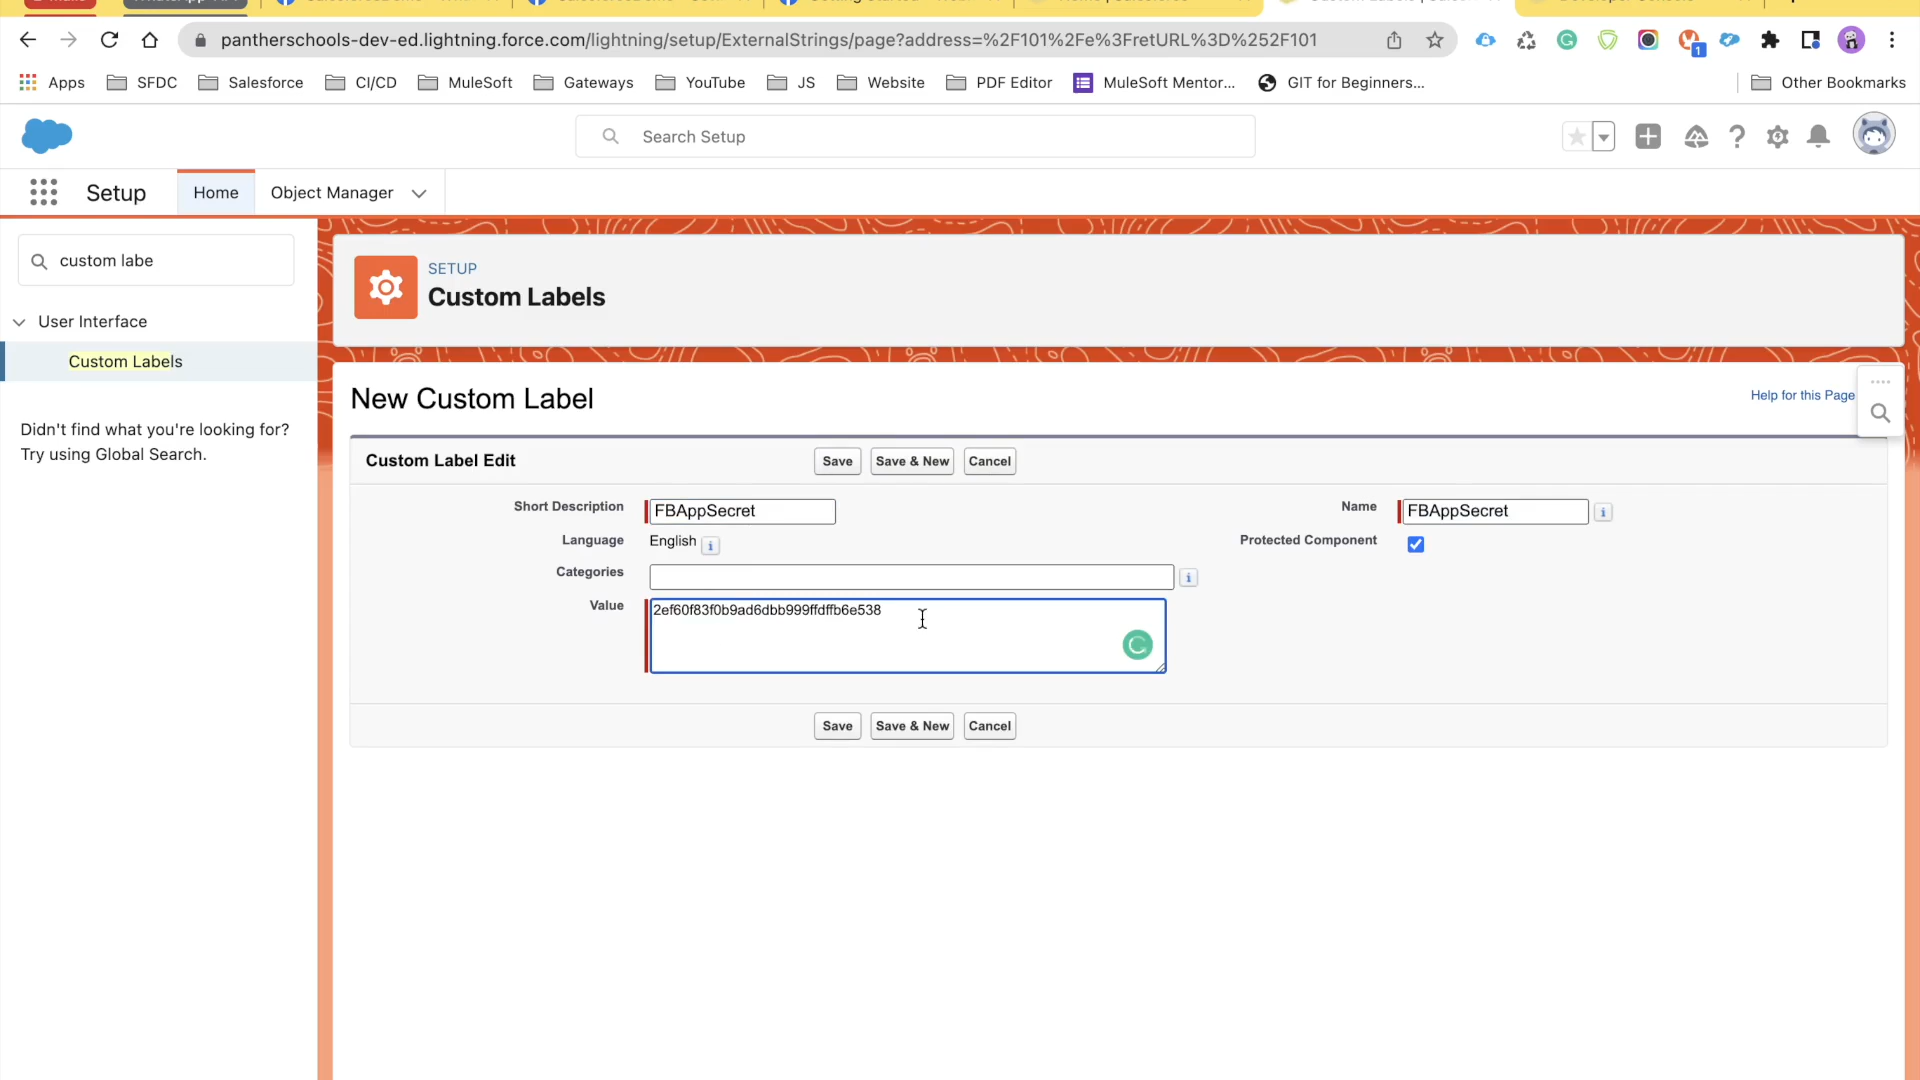 pantherschools-dev-ed.lightning.force.com/lightning/setup/ExternalStrings/page?address=%2F101%2Fe%3FretURL%3D%252F101
1
Apps SFDC Salesforce CI/CD MuleSoft Gateways YouTube JS Website PDF Editor MuleSoft Mentor... GIT for Beginners... Other Bookmarks
Search Setup
Setup Home Object Manager
custom labe
User Interface
Custom Labels
Didn't find what you're looking for?
Try using Global Search.
SETUP
Custom Labels
New Custom Label
Help for this Page
Custom Label Edit Save Save & New Cancel
Short Description FBAppSecret Name FBAppSecret
Language English Protected Component
Categories
Value 2ef60f83f0b9ad6dbb999ffdffb6e538
Save Save & New Cancel